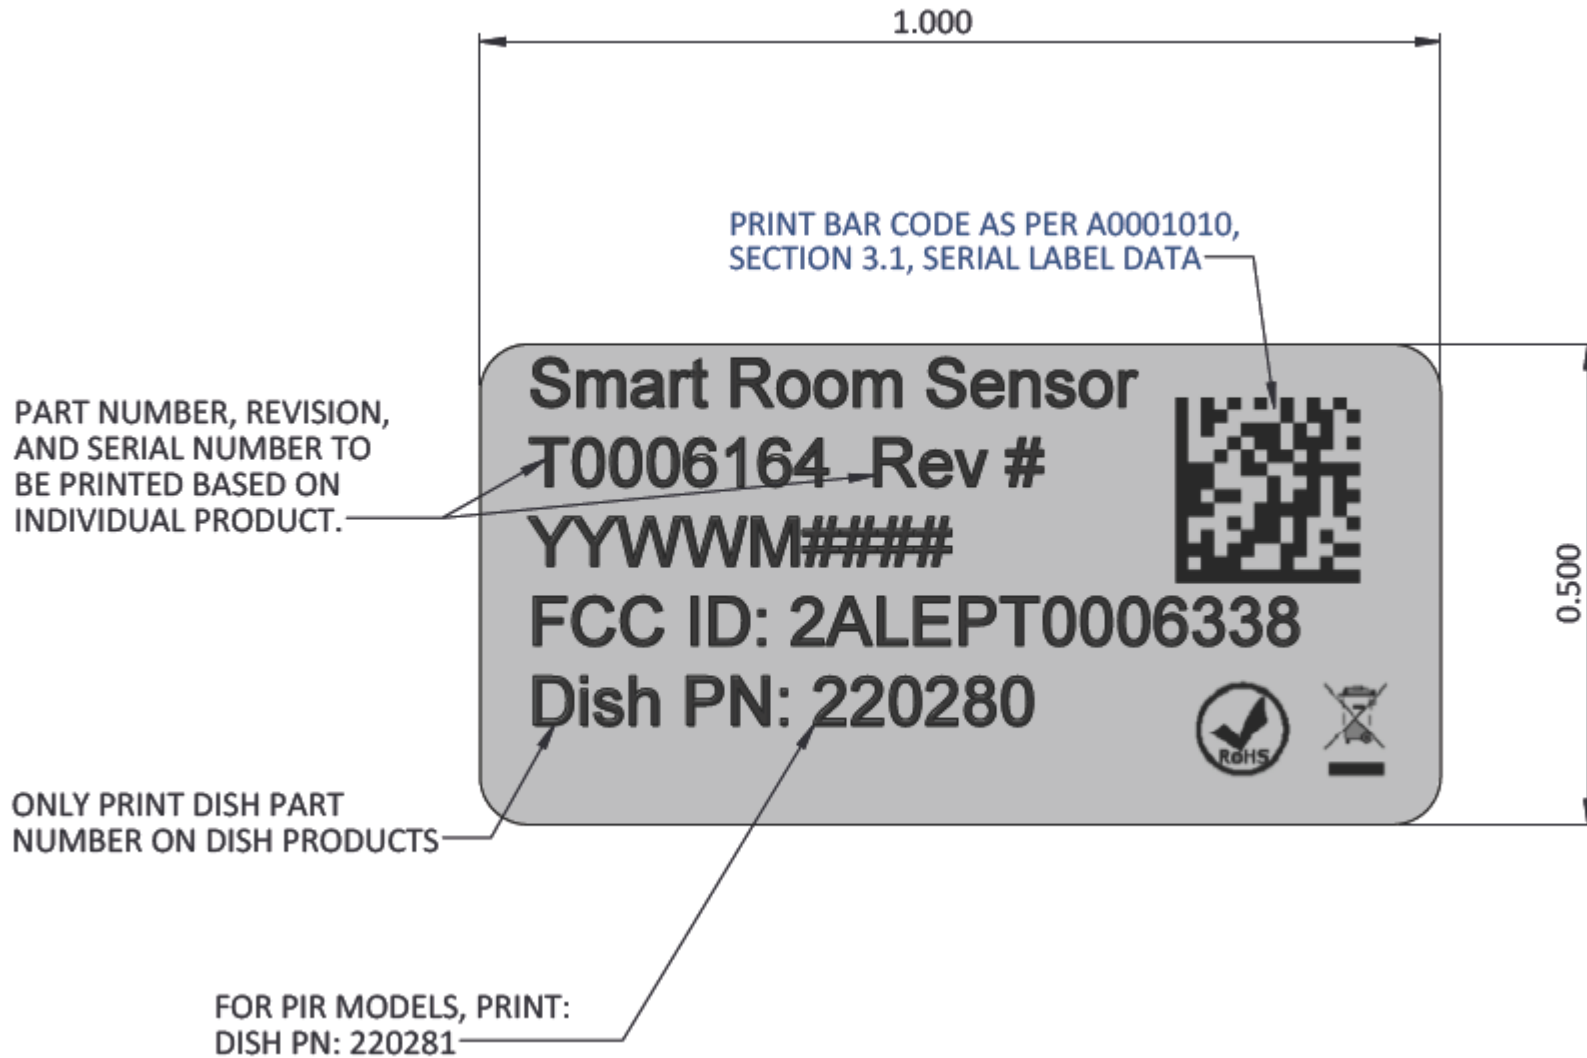 1.000
PRINT BAR CODE AS PER A0001010,
SECTION 3.1, SERIAL LABEL DATA
Smart Room Sensor
T0006164 Rev #
YYWWM####
FCC ID: 2ALEPT0006338
Dish PN: 220280
RoHS
0.500
PART NUMBER, REVISION,
AND SERIAL NUMBER TO
BE PRINTED BASED ON
INDIVIDUAL PRODUCT.
ONLY PRINT DISH PART
NUMBER ON DISH PRODUCTS
FOR PIR MODELS, PRINT:
DISH PN: 220281